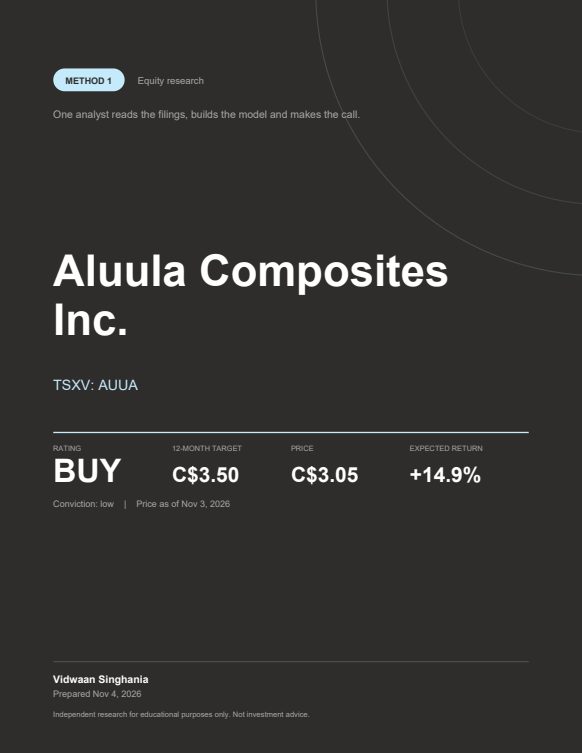 METHOD 1 Equity research
One analyst reads the filings, builds the model and makes the call.
Aluula Composites
Inc.
TSXV: AUUA
RATING 12-MONTH TARGET PRICE EXPECTED RETURN
BUY C$3.50 C$3.05 +14.9%
Conviction: low | Price as of Nov 3, 2026
Vidwaan Singhania
Prepared Nov 4, 2026
Independent research for educational purposes only. Not investment advice.